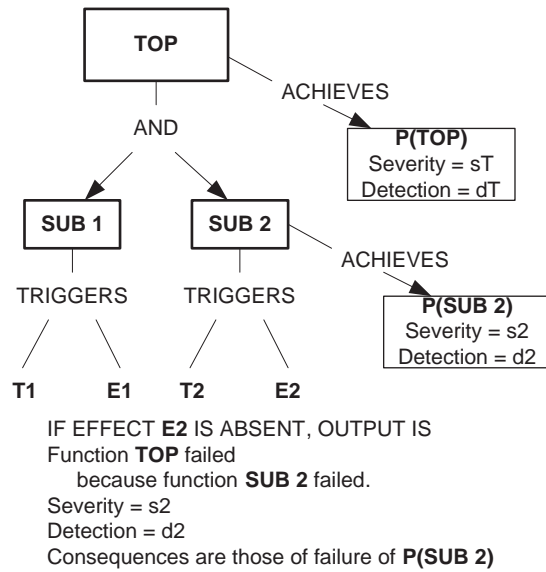 TOP
ACHIEVES
AND
P(TOP)
Severity = sT
Detection = dT
SUB 1
SUB 2
ACHIEVES
TRIGGERS
TRIGGERS
P(SUB 2)
Severity = s2
Detection = d2
T1
E1
T2
E2
IF EFFECT E2 IS ABSENT, OUTPUT IS
Function TOP failed
because function SUB 2 failed.
Severity = s2
Detection = d2
Consequences are those of failure of P(SUB 2)